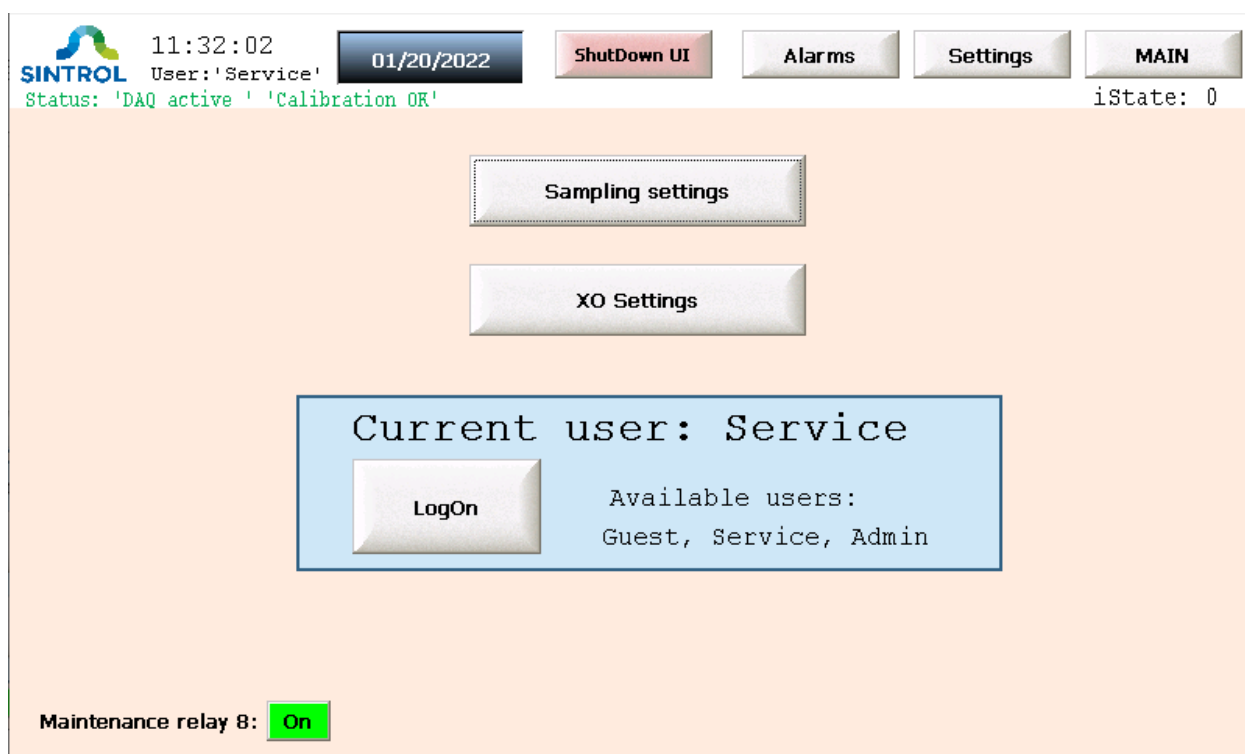 SINTROL
11:32:02
User:'Service'
01/20/2022
ShutDown UI
Alarms
Settings
MAIN
Status: 'DAQ active ' 'Calibration OK'
iState: 0
Sampling settings
XO Settings
Current user: Service
LogOn
Available users:
Guest, Service, Admin
Maintenance relay 8: On